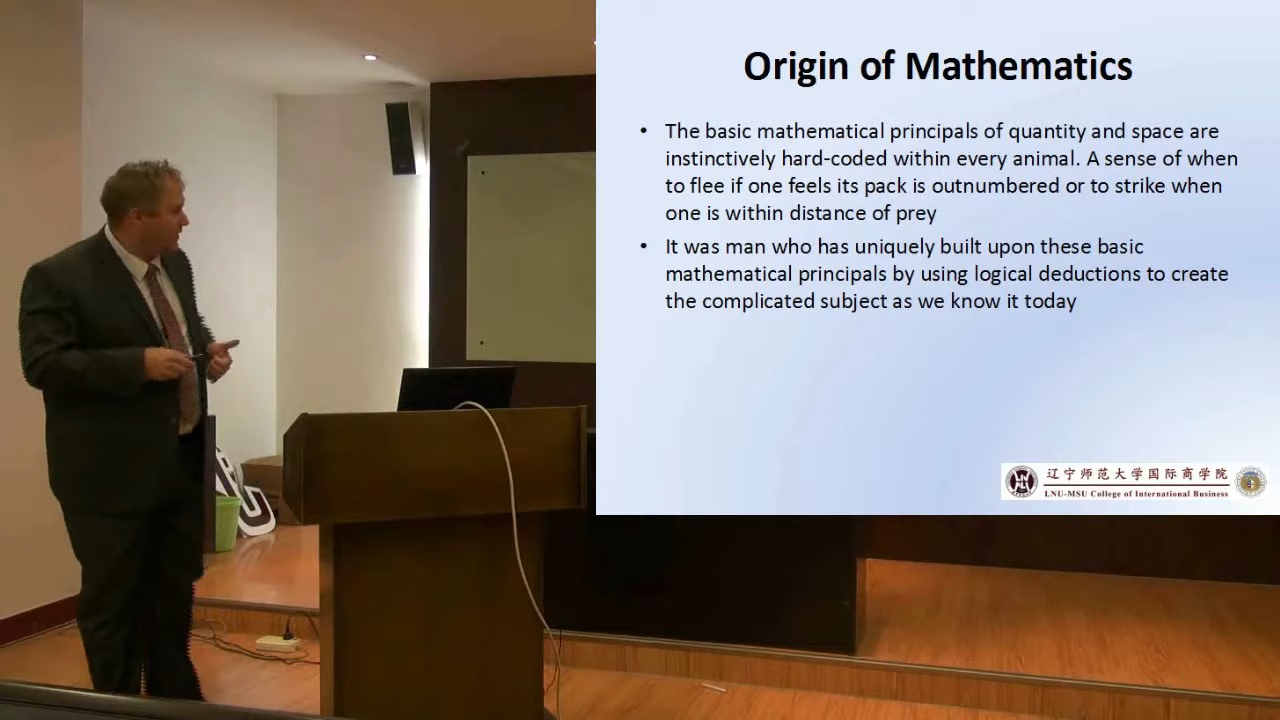 Origin of Mathematics
• The basic mathematical principals of quantity and space are
instinctively hard-coded within every animal. A sense of when
to flee if one feels its pack is outnumbered or to strike when
one is within distance of prey
• It was man who has uniquely built upon these basic
mathematical principals by using logical deductions to create
the complicated subject as we know it today
辽宁师范大学国际商学院
LNU-MSU College of International Business